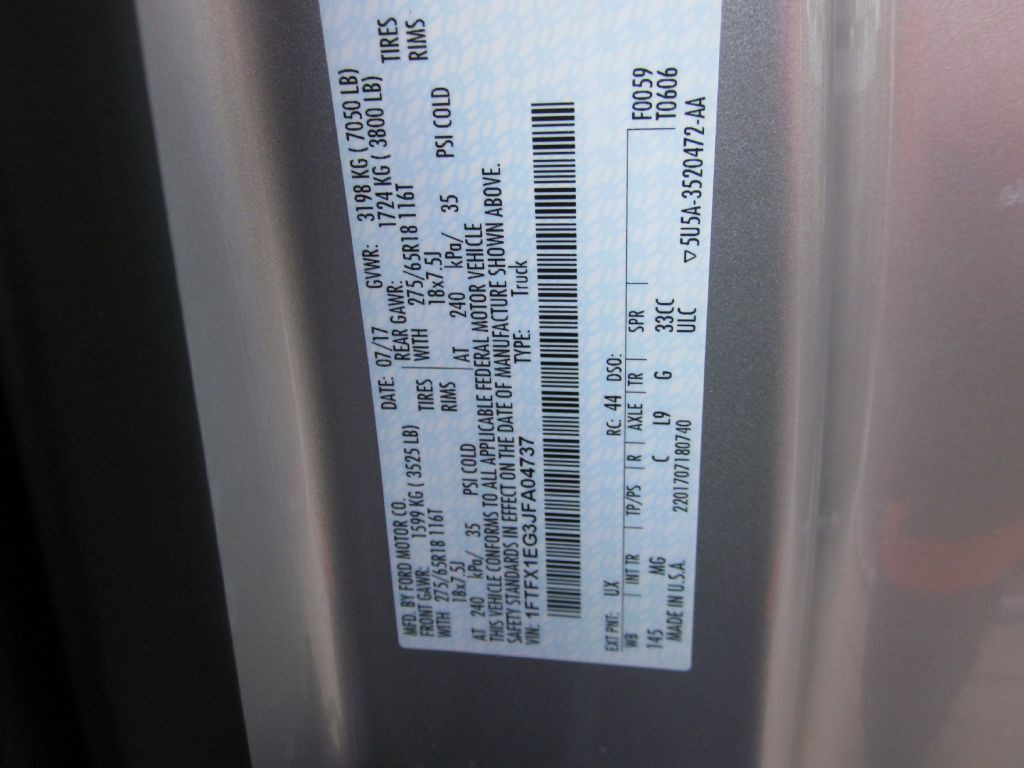 MFD. BY FORD MOTOR CO.
DATE: 07/17 GVWR: 3198 KG ( 7050 LB)
FRONT GAWR: 1599 KG ( 3525 LB) REAR GAWR: 1724 KG ( 3800 LB)
WITH 275/65R18 116T TIRES WITH 275/65R18 116T TIRES
18x7.5J RIMS 18x7.5J RIMS
AT 240 kPa/ 35 PSI COLD AT 240 kPa/ 35 PSI COLD
THIS VEHICLE CONFORMS TO ALL APPLICABLE FEDERAL MOTOR VEHICLE
SAFETY STANDARDS IN EFFECT ON THE DATE OF MANUFACTURE SHOWN ABOVE.
VIN: 1FTFX1EG3JFA04737 TYPE: Truck
EXT PNT: UX RC: 44 DSO: F0059
WB | INT TR | TP/PS | R | AXLE | TR | SPR | T0606
145 MG C L9 G 33CC
MADE IN U.S.A. 2201707180740 ULC
▽5U5A-3520472-AA